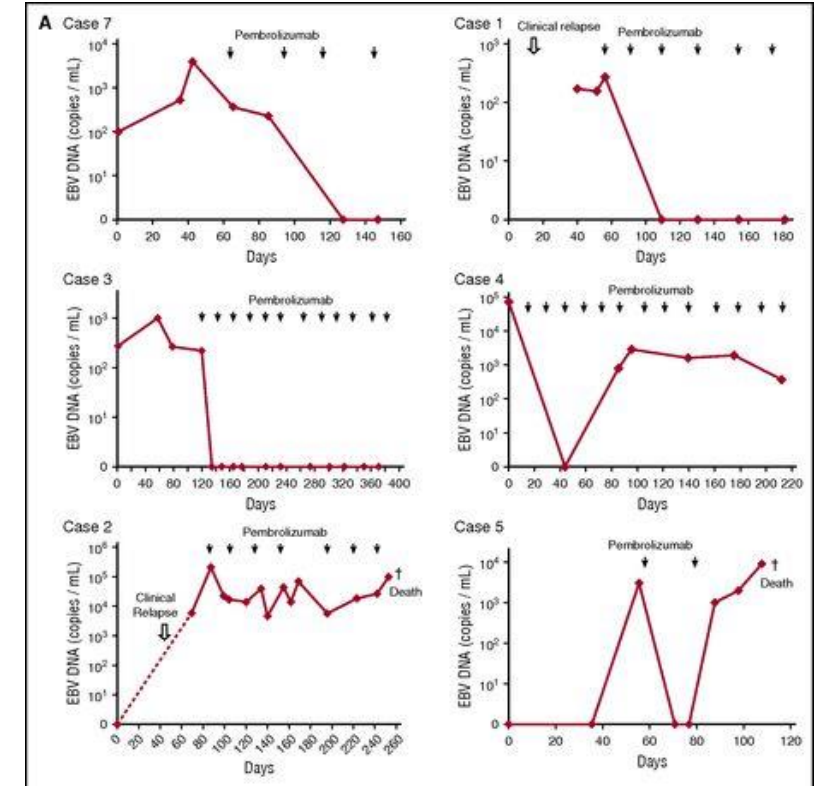 A Case 7
Pembrolizumab
EBV DNA (copies / mL)
10⁴
10³
10²
10¹
0
0 20 40 60 80 100 120 140 160
Days
Case 1
Clinical relapse
Pembrolizumab
EBV DNA (copies / mL)
10³
10²
10¹
0
0 20 40 60 80 100 120 140 160 180
Days
Case 3
Pembrolizumab
EBV DNA (copies / mL)
10³
10²
10¹
0
0 40 80 120 160 200 240 280 320 360 400
Days
Case 4
Pembrolizumab
EBV DNA (copies / mL)
10⁵
10⁴
10³
10²
10¹
0
0 20 40 60 80 100 120 140 160 180 200 220
Days
Case 2
Pembrolizumab
Clinical
Relapse
† 
Death
EBV DNA (copies / mL)
10⁶
10⁵
10⁴
10³
10²
10¹
0
0 20 40 60 80 100 120 140 160 180 200 220 240 260
Days
Case 5
Pembrolizumab
†
Death
EBV DNA (copies / mL)
10⁴
10³
10²
10¹
0
0 20 40 60 80 100 120
Days